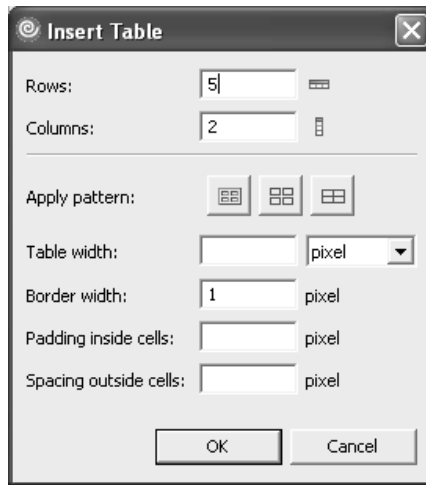 Insert Table
Rows: 5
Columns: 2
Apply pattern:
Table width: pixel
Border width: 1 pixel
Padding inside cells: pixel
Spacing outside cells: pixel
OK Cancel